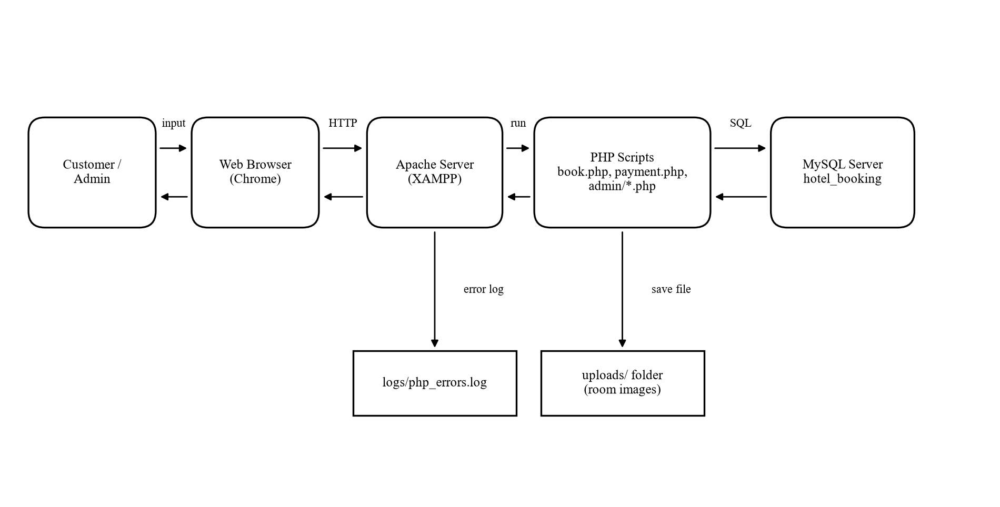 input
HTTP
run
SQL
Customer /
Admin
Web Browser
(Chrome)
Apache Server
(XAMPP)
PHP Scripts
book.php, payment.php,
admin/*.php
MySQL Server
hotel_booking
error log
save file
logs/php_errors.log
uploads/ folder
(room images)